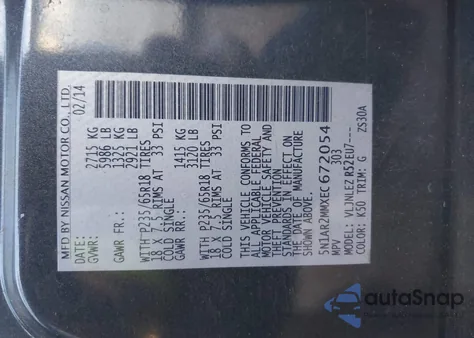 MFD BY NISSAN MOTOR CO., LTD.
DATE: 02/14
GVWR: 2715 KG
5986 LB
GAWR FR.: 1325 KG
2921 LB
WITH P235/65R18 TIRES
18 X 7.5 RIMS AT 33 PSI
COLD SINGLE
GAWR RR.: 1415 KG
3120 LB
WITH P235/65R18 TIRES
18 X 7.5 RIMS AT 33 PSI
COLD SINGLE
THIS VEHICLE CONFORMS TO
ALL APPLICABLE FEDERAL
MOTOR VEHICLE SAFETY AND
THEFT PREVENTION
STANDARDS IN EFFECT ON
THE DATE OF MANUFACTURE
SHOWN ABOVE.
5N1AR2MMXEC672054
MPV 303
MODEL: VLJNLEZ R52EU7---
COLOR: K50 TRIM: G ZS30A
autoSnap